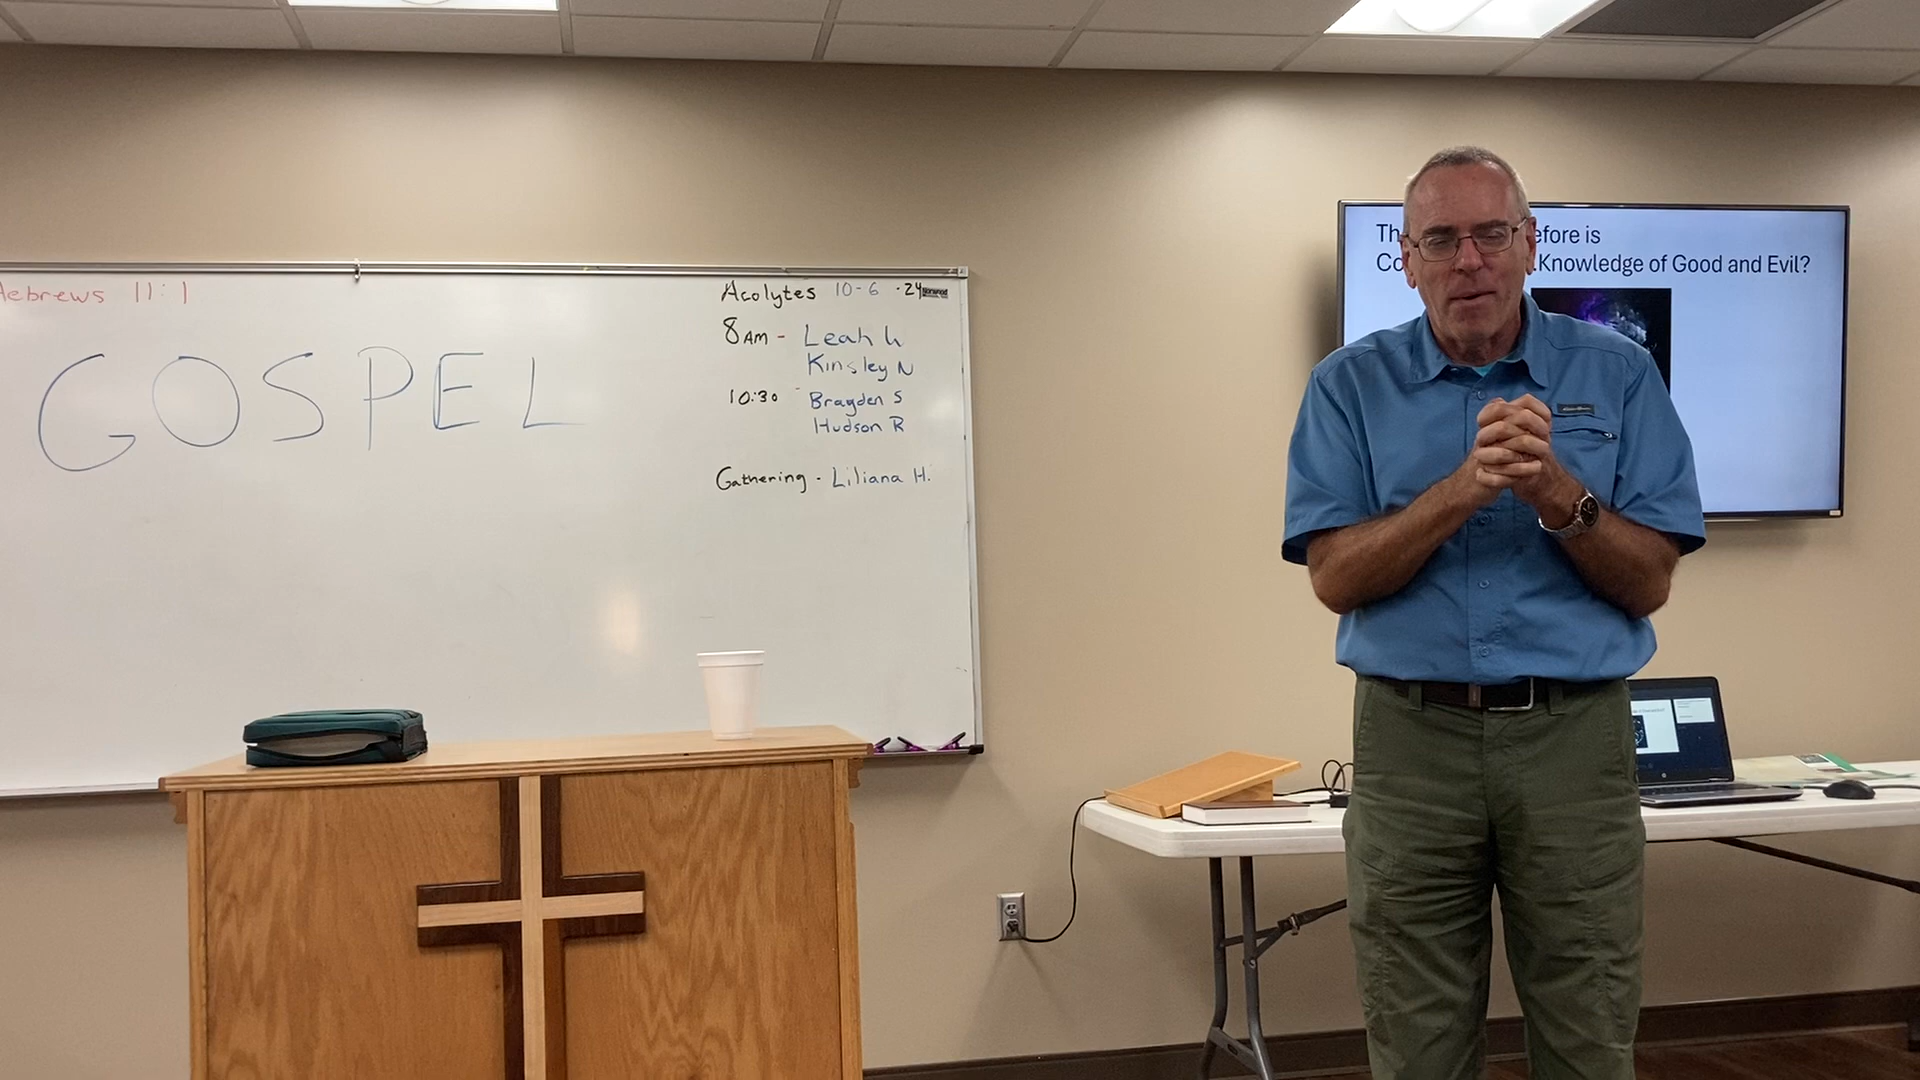 Hebrews 11:1
GOSPEL
Acolytes 10-6-24
8AM - Leah W
Kinsley N
10:30 - Brayden S
Hudson R
Gathering - Liliana H.
Th efore is
Co .Knowledge of Good and Evil?